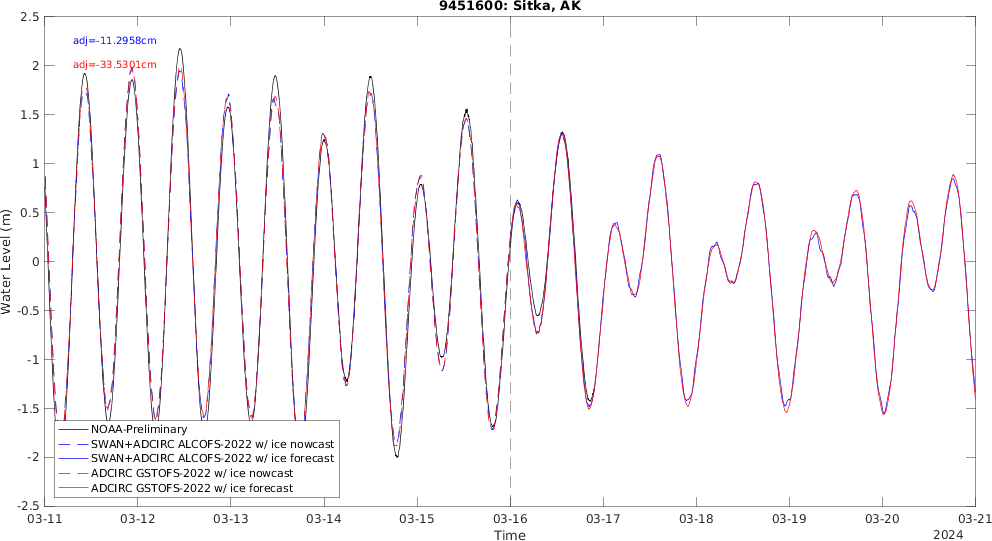 9451600: Sitka, AK
2.5
adj=-11.2958cm
2
adj=-33.5301cm
1.5
1
0.5
0
-0.5
-1
-1.5
-2
-2.5
Water Level (m)
NOAA-Preliminary
SWAN+ADCIRC ALCOFS-2022 w/ ice nowcast
SWAN+ADCIRC ALCOFS-2022 w/ ice forecast
ADCIRC GSTOFS-2022 w/ ice nowcast
ADCIRC GSTOFS-2022 w/ ice forecast
03-11 03-12 03-13 03-14 03-15 03-16 03-17 03-18 03-19 03-20 03-21
Time
2024